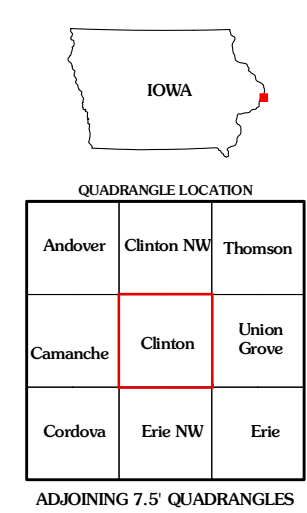 IOWA
QUADRANGLE LOCATION
Andover Clinton NW Thomson
Camanche Clinton Union
Grove
Cordova Erie NW Erie
ADJOINING 7.5' QUADRANGLES